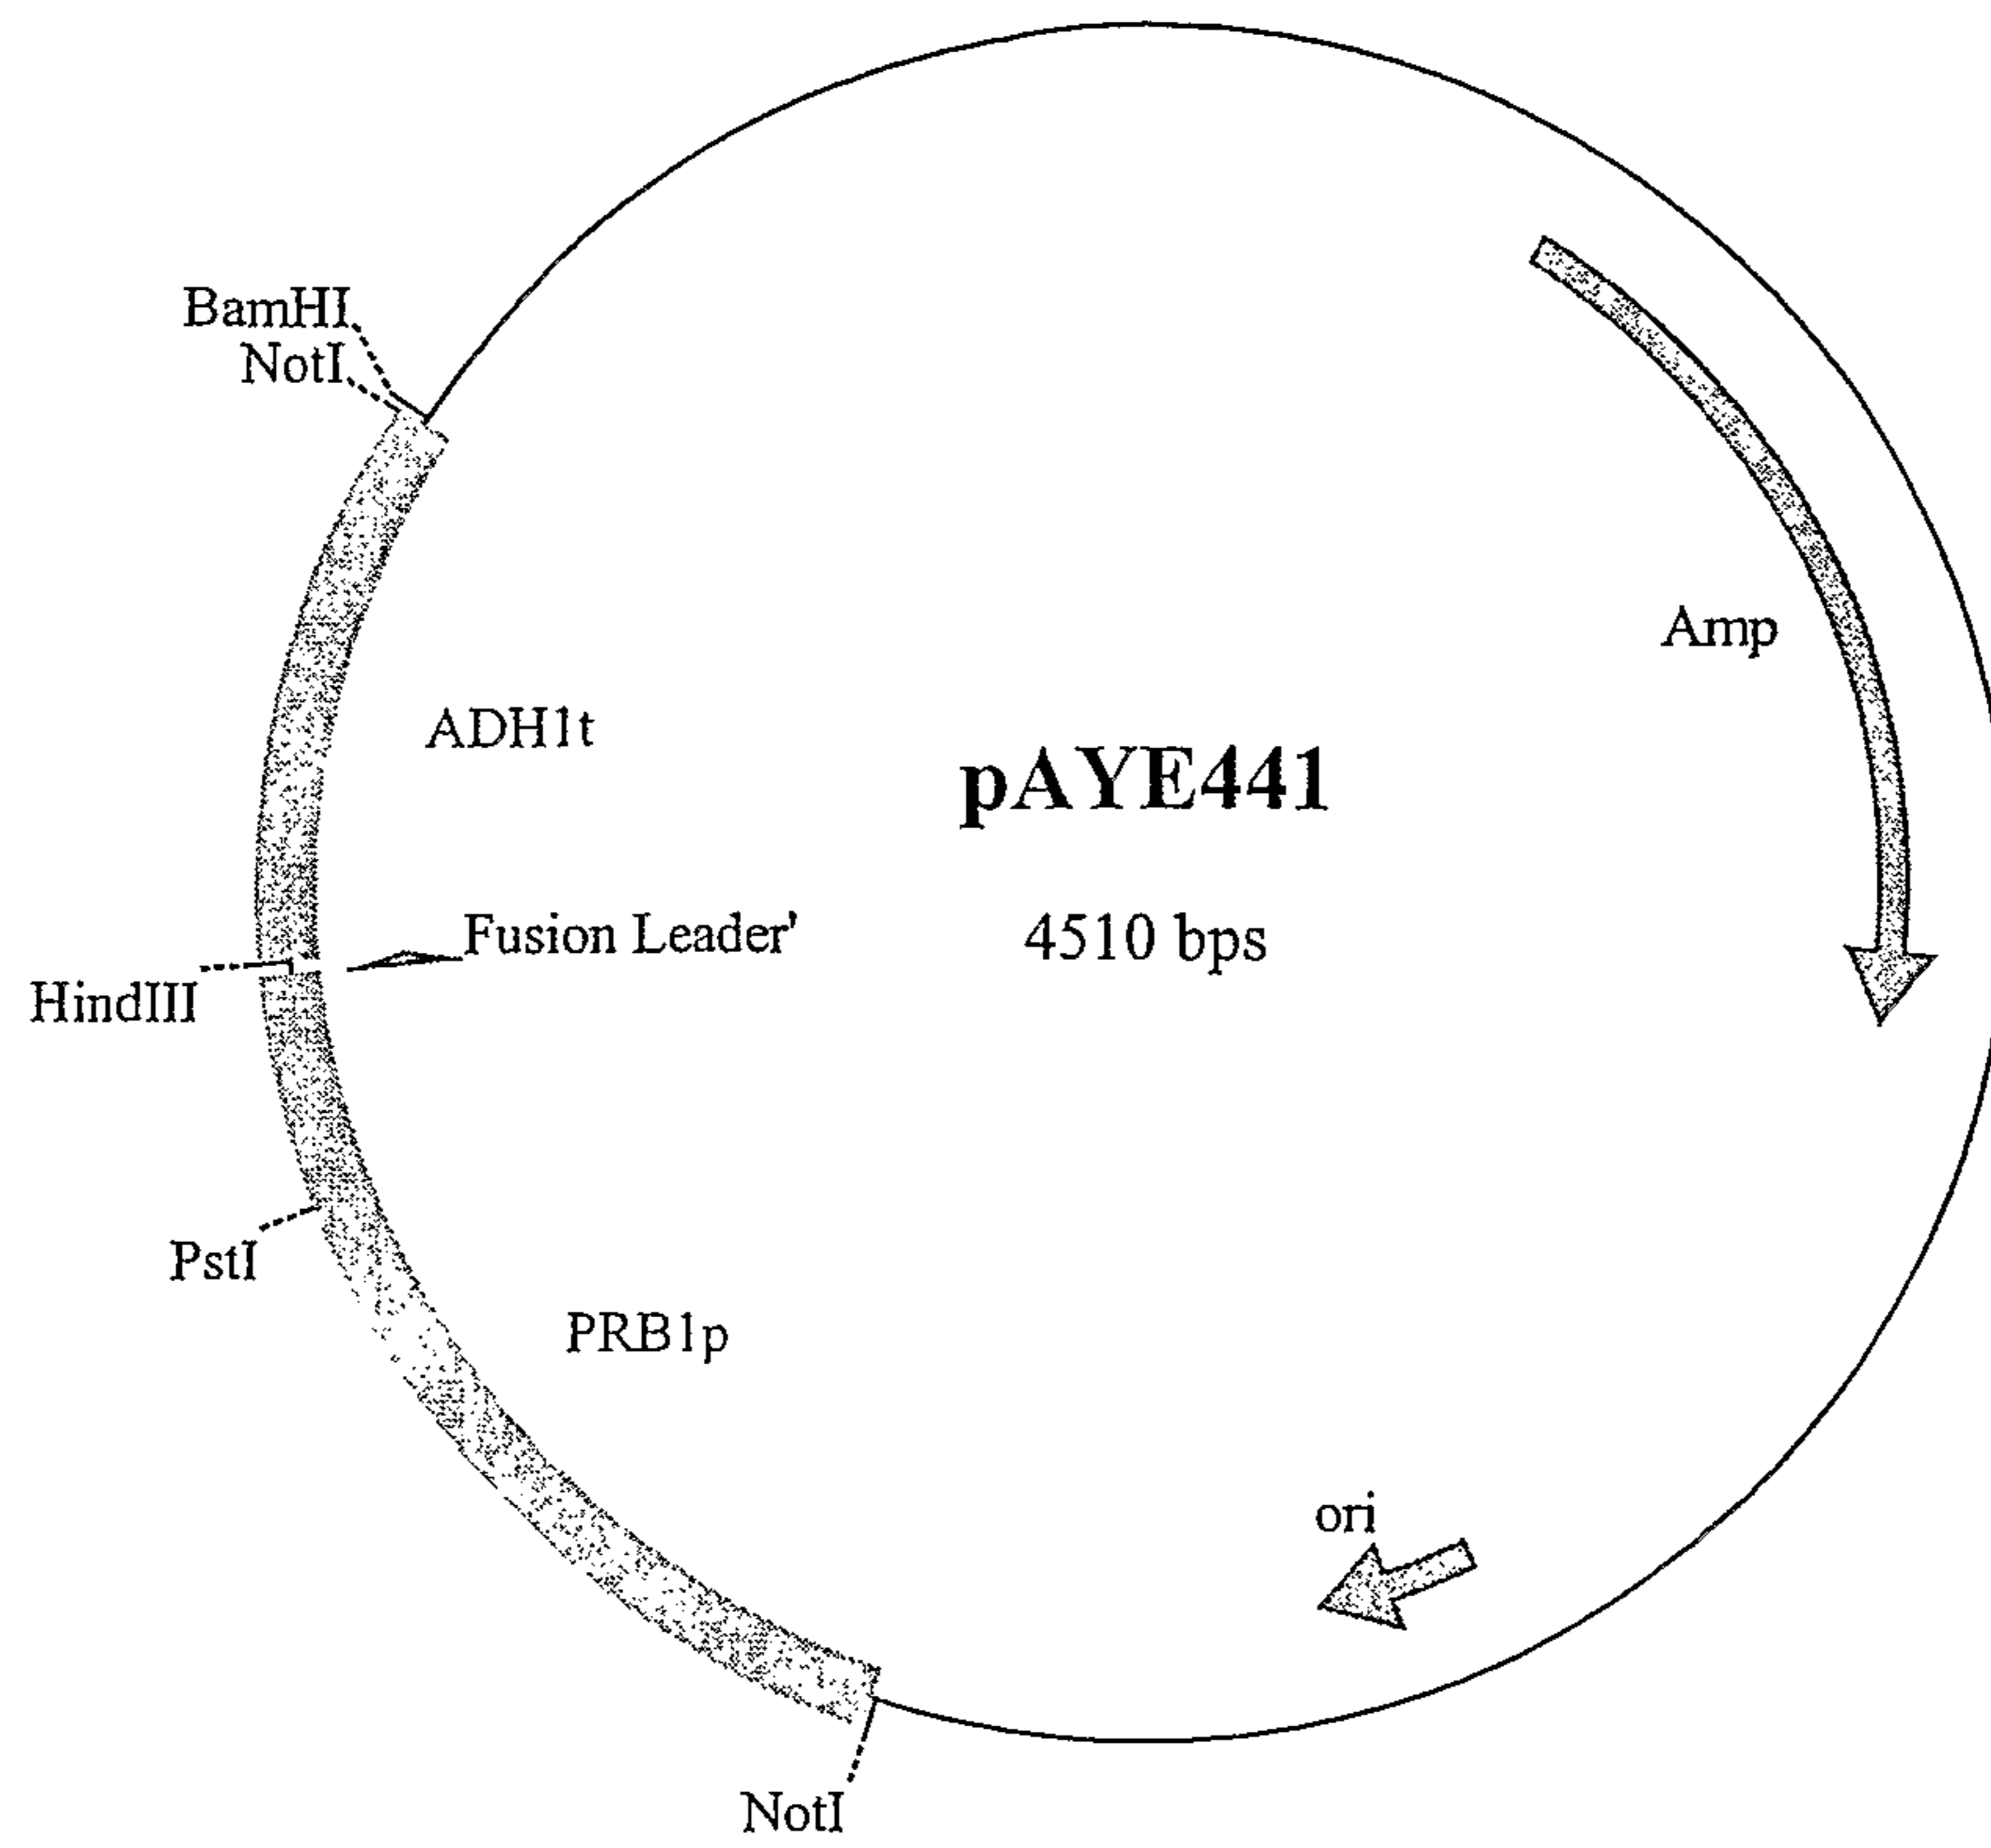 BamHI
NotI
Amp
ADH1t
pAYE441
Fusion Leader'
4510 bps
HindIII
PstI
PRB1p
ori
NotI